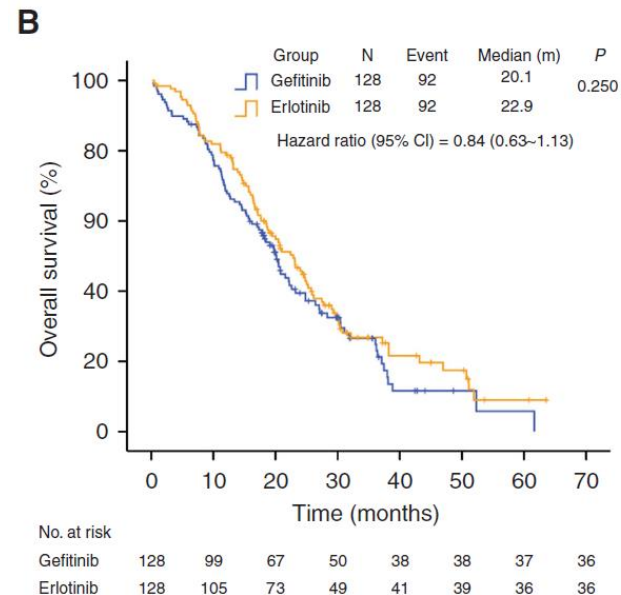 B
Group N Event Median (m) P
Gefitinib 128 92 20.1 0.250
Erlotinib 128 92 22.9
Hazard ratio (95% CI) = 0.84 (0.63~1.13)
Overall survival (%)
100
80
90
40
20
0
0 10 20 30 40 50 60 70
Time (months)
No. at risk
Gefitinib 128 99 67 50 38 38 37 36
Erlotinib 128 105 73 49 41 39 36 36